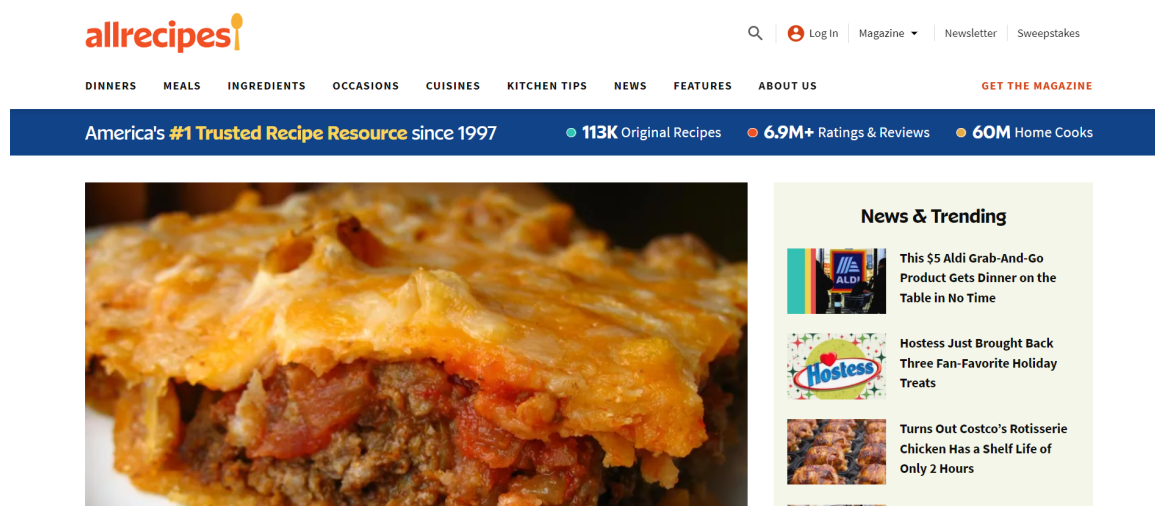 allrecipes
Log In
Magazine
Newsletter
Sweepstakes
DINNERS
MEALS
INGREDIENTS
OCCASIONS
CUISINES
KITCHEN TIPS
NEWS
FEATURES
ABOUT US
GET THE MAGAZINE
America's #1 Trusted Recipe Resource since 1997
113K Original Recipes
6.9M+ Ratings & Reviews
60M Home Cooks
News & Trending
ALDI
This $5 Aldi Grab-And-Go
Product Gets Dinner on the
Table in No Time
Hostess
Hostess Just Brought Back
Three Fan-Favorite Holiday
Treats
Turns Out Costco’s Rotisserie
Chicken Has a Shelf Life of
Only 2 Hours